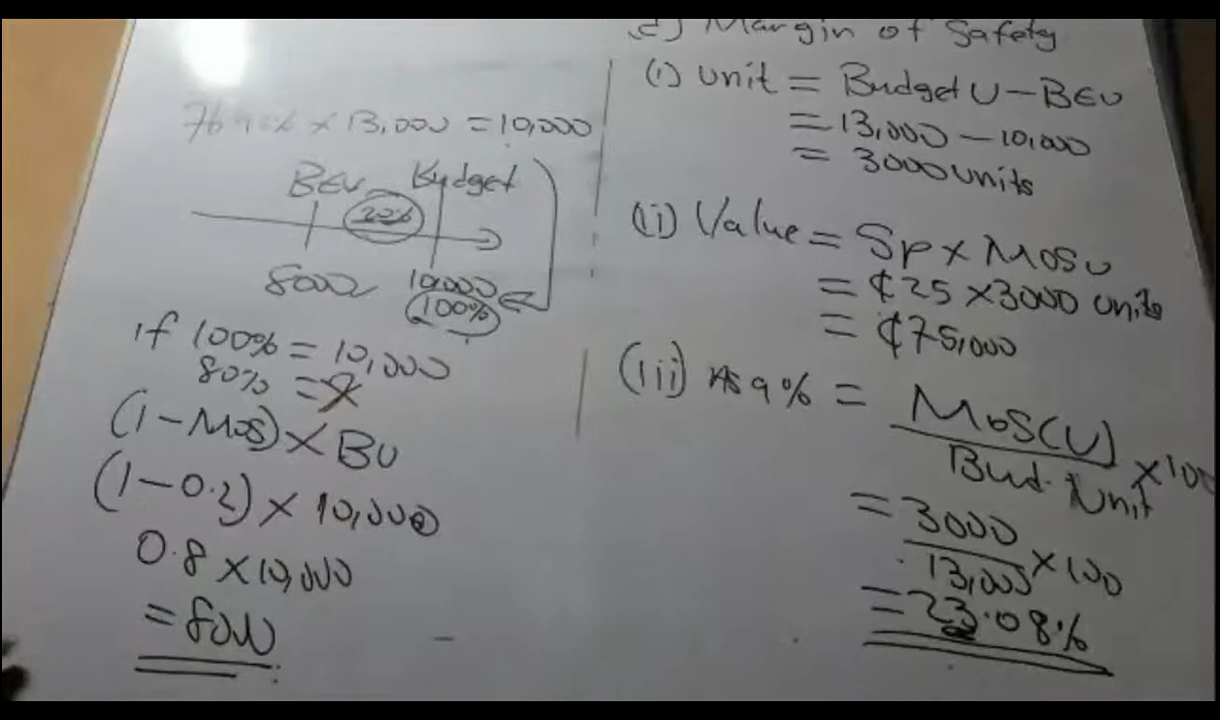 76.92% × 13,000 = 10,000
BEU Budget
20%
8000 10,000
100%
if 100% = 10,000
80% = X
(1 - MOS) × BU
(1 - 0.2) × 10,000
0.8 × 10,000
= 8000
c) Margin of Safety
(i) Unit = Budget U - BEU
= 13,000 - 10,000
= 3000 units
(ii) Value = SP × MOSU
= ¢25 × 3000 units
= ¢75,000
(iii) As a % = MOS(U)
Bud. Unit × 100
= 3000
13,000 × 100
= 23.08%